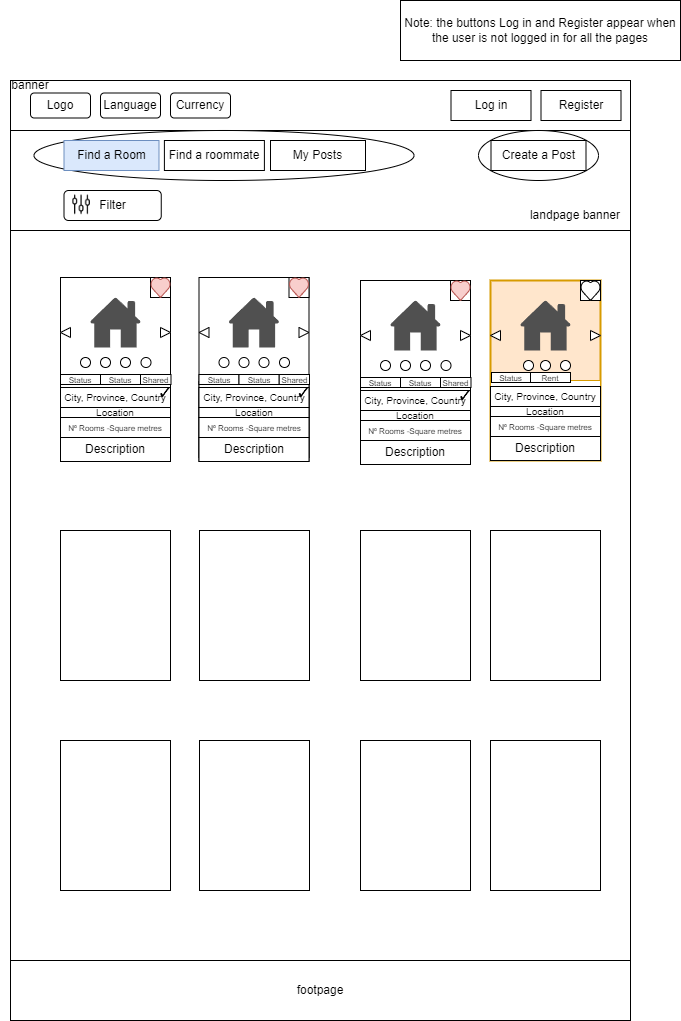 Note: the buttons Log in and Register appear when
the user is not logged in for all the pages
banner
Logo
Language
Currency
Log in
Register
Find a Room
Find a roommate
My Posts
Create a Post
Filter
landpage banner
Status
Status
Shared
City, Province, Country
Location
Nº Rooms -Square metres
Description
Status
Status
Shared
City, Province, Country
Location
Nº Rooms -Square metres
Description
Status
Status
Shared
City, Province, Country
Location
Nº Rooms -Square metres
Description
Status
Rent
City, Province, Country
Location
Nº Rooms -Square metres
Description
footpage